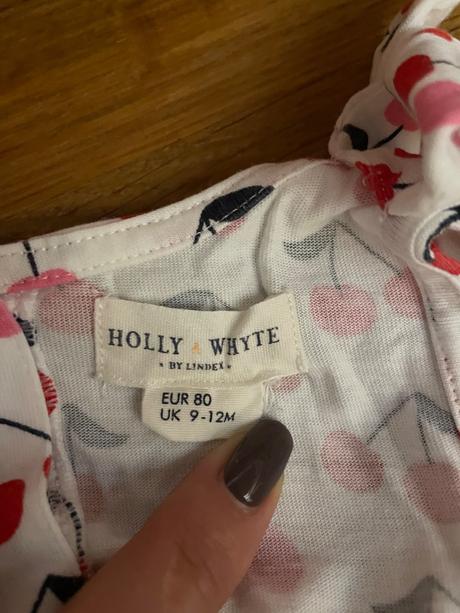 HOLLY & WHYTE
* BY LINDEX *
EUR 80
UK 9-12M